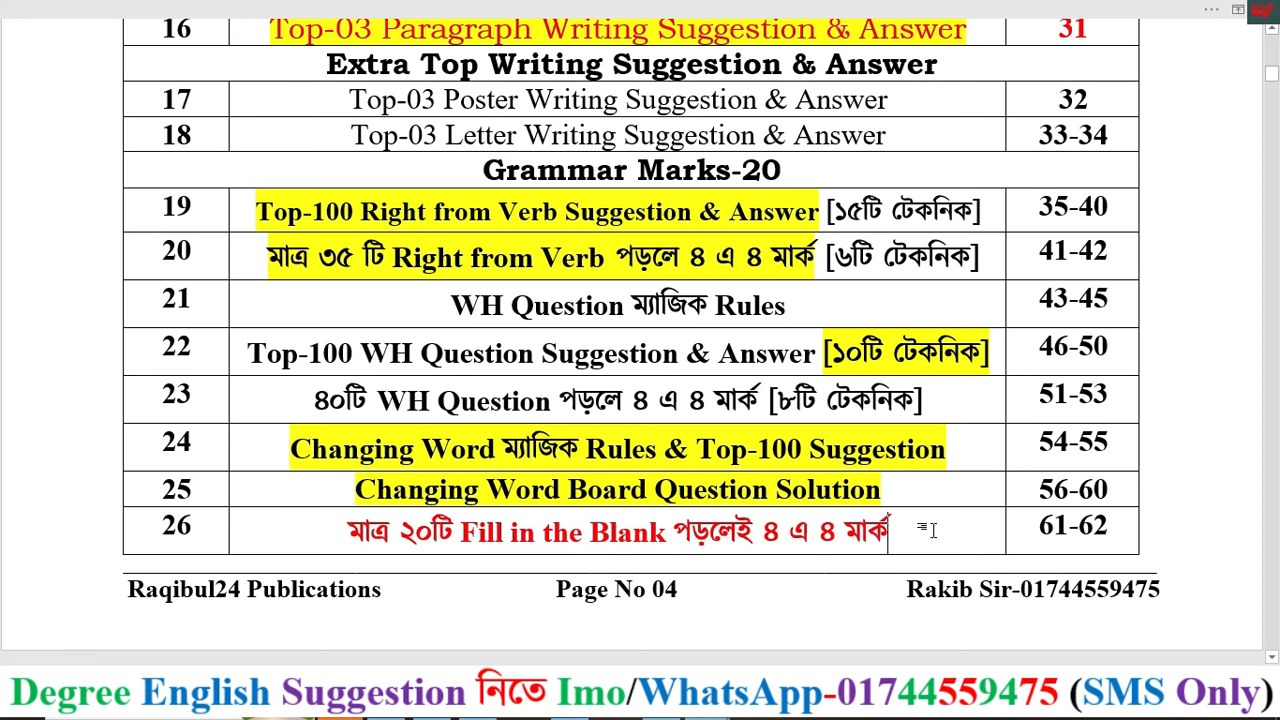 16 Top-03 Paragraph Writing Suggestion & Answer 31
Extra Top Writing Suggestion & Answer
17 Top-03 Poster Writing Suggestion & Answer 32
18 Top-03 Letter Writing Suggestion & Answer 33-34
Grammar Marks-20
19 Top-100 Right from Verb Suggestion & Answer [১৫টি টেকনিক] 35-40
20 মাত্র ৩৫ টি Right from Verb পড়লে ৪ এ ৪ মার্ক [৬টি টেকনিক] 41-42
21 WH Question ম্যাজিক Rules 43-45
22 Top-100 WH Question Suggestion & Answer [১০টি টেকনিক] 46-50
23 ৪০টি WH Question পড়লে ৪ এ ৪ মার্ক [৮টি টেকনিক] 51-53
24 Changing Word ম্যাজিক Rules & Top-100 Suggestion 54-55
25 Changing Word Board Question Solution 56-60
26 মাত্র ২০টি Fill in the Blank পড়লেই ৪ এ ৪ মার্ক 61-62
Raqibul24 Publications Page No 04 Rakib Sir-01744559475
Degree English Suggestion নিতে Imo/WhatsApp-01744559475 (SMS Only)